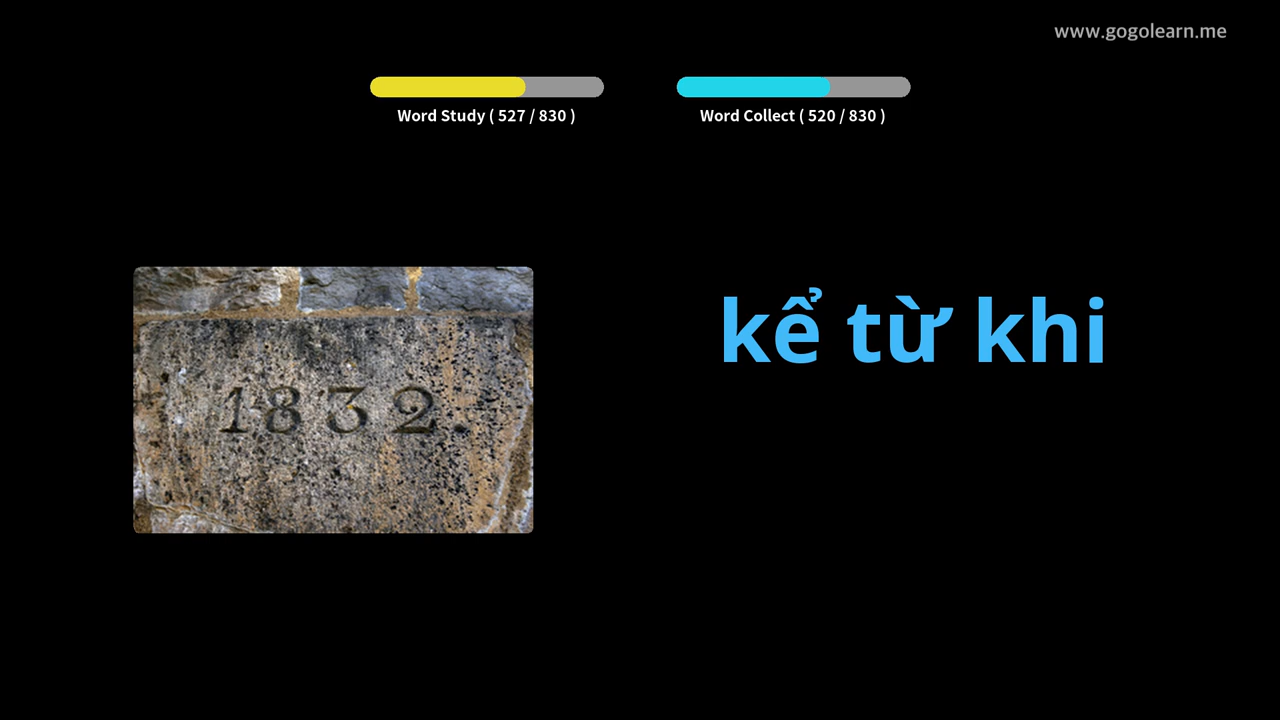 www.gogolearn.me
Word Study ( 527 / 830 )
Word Collect ( 520 / 830 )
kể từ khi
1832.